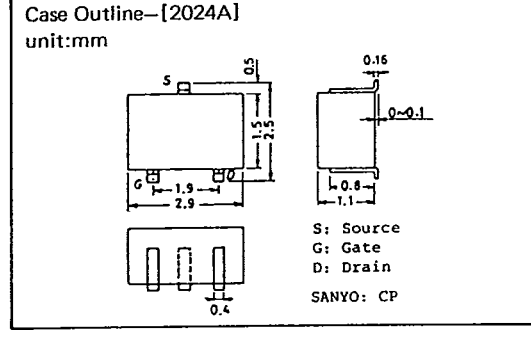 Case Outline—[2024A]
unit:mm
0.5
S
1.5
2.5
G
D
1.9
2.9
0.16
0~0.1
0.8
1.1
0.4
S: Source
G: Gate
D: Drain
SANYO: CP